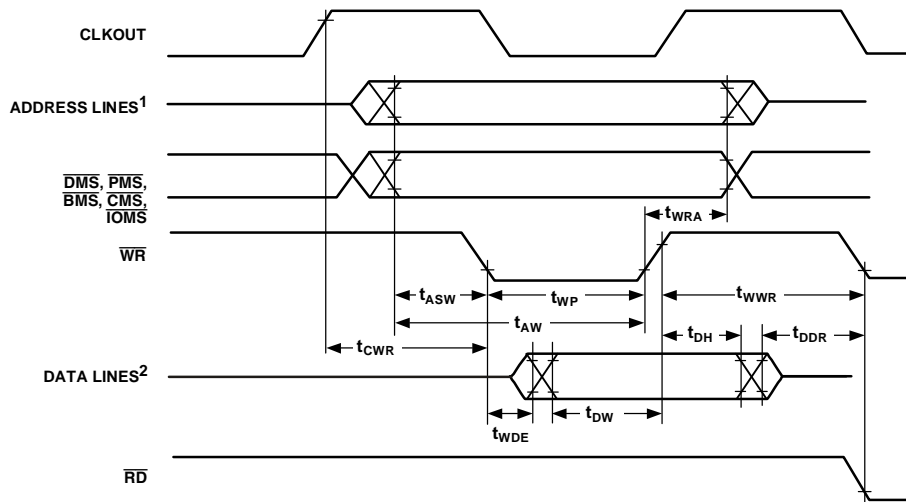 CLKOUT
ADDRESS LINES¹
DMS, PMS,
BMS, CMS,
IOMS
tWRA
WR
tASW
tWP
tWWR
tAW
tCWR
tDH
tDDR
DATA LINES²
tWDE
tDW
RD